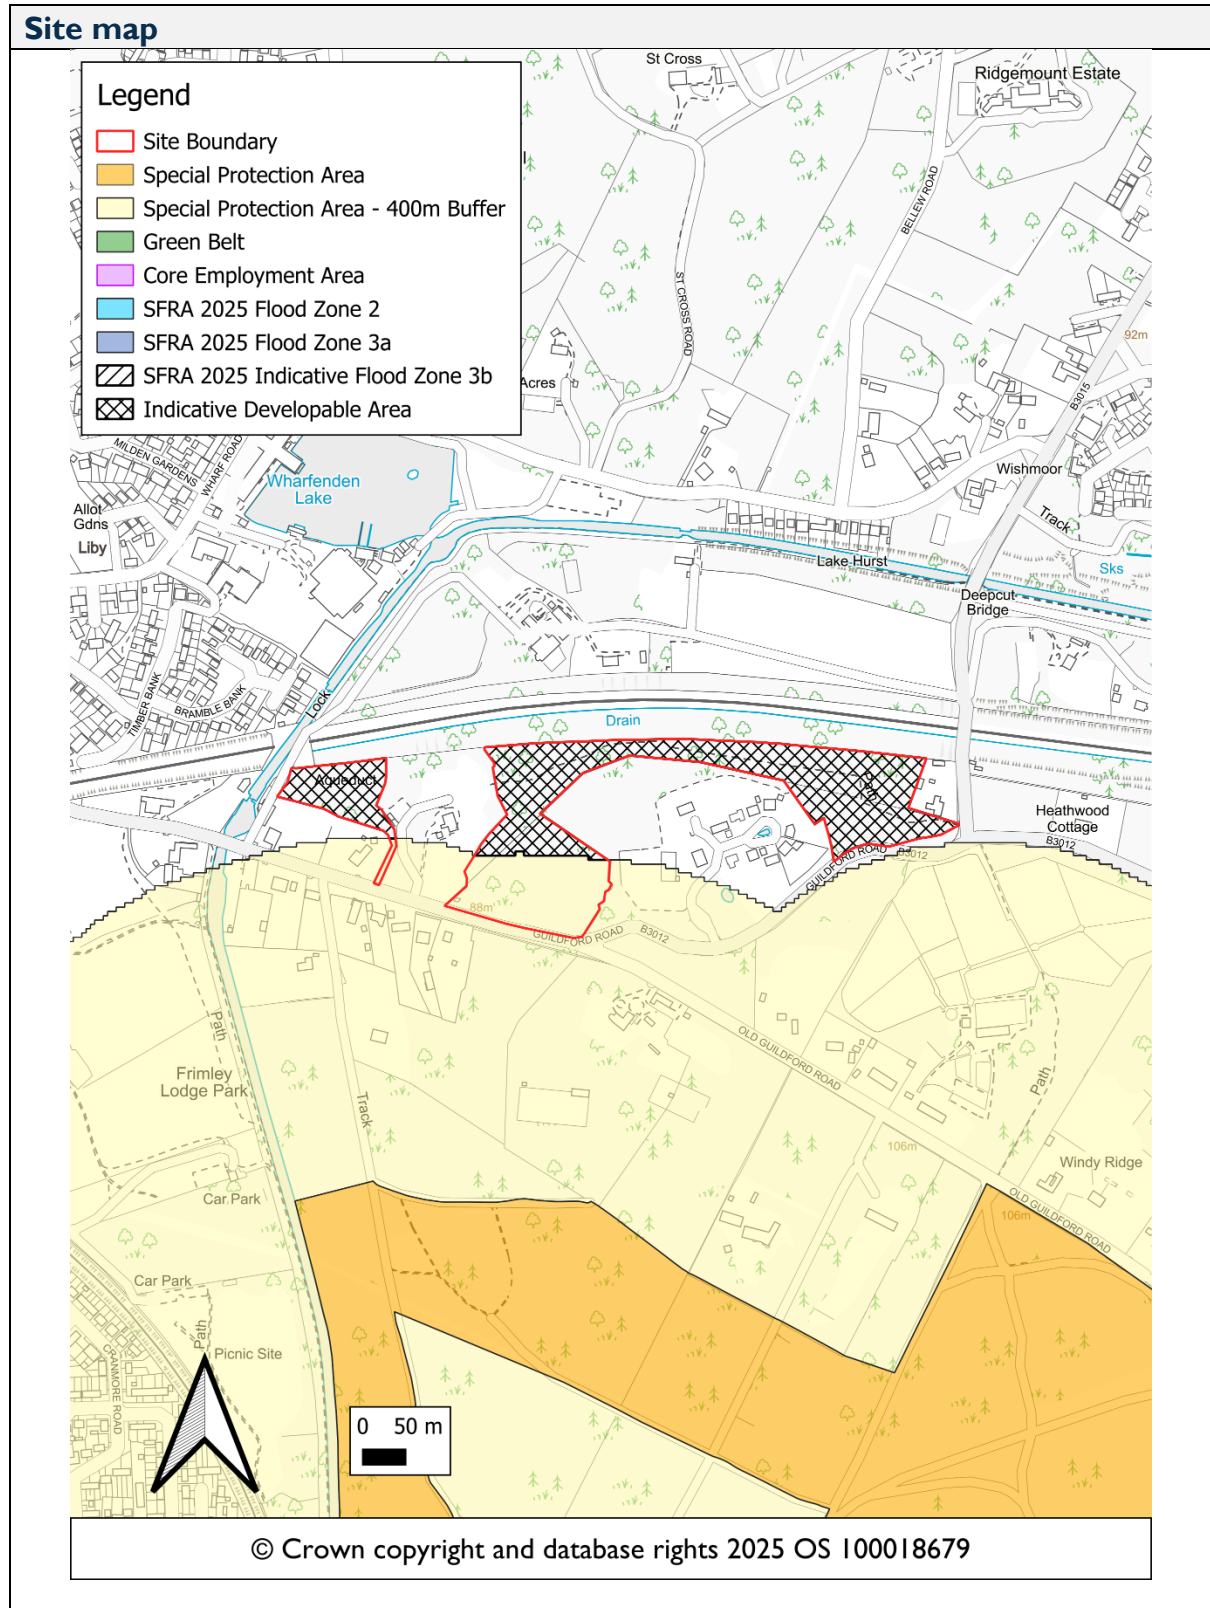 Site map
Legend
Site Boundary
Special Protection Area
Special Protection Area - 400m Buffer
Green Belt
Core Employment Area
SFRA 2025 Flood Zone 2
SFRA 2025 Flood Zone 3a
SFRA 2025 Indicative Flood Zone 3b
Indicative Developable Area
St Cross
Ridgemount Estate
BELLEW ROAD
ST CROSS ROAD
Acres
92m
B3015
MILDEN GARDENS
WHARF ROAD
Wharfenden
Lake
Wishmoor
Allot
Gdns
Liby
Track
Lake Hurst
Sks
Deepcut
Bridge
TIMBER BANK
BRAMBLE BANK
Lock
Drain
Aqueduct
Path
Heathwood
Cottage
B3012
GUILDFORD ROAD
B3012
88m
GUILDFORD ROAD
B3012
Path
Frimley
Lodge Park
Track
OLD GUILDFORD ROAD
Path
106m
Windy Ridge
Car Park
OLD GUILDFORD ROAD
106m
Car Park
Path
Picnic Site
CRANMORE ROAD
0 50 m
© Crown copyright and database rights 2025 OS 100018679